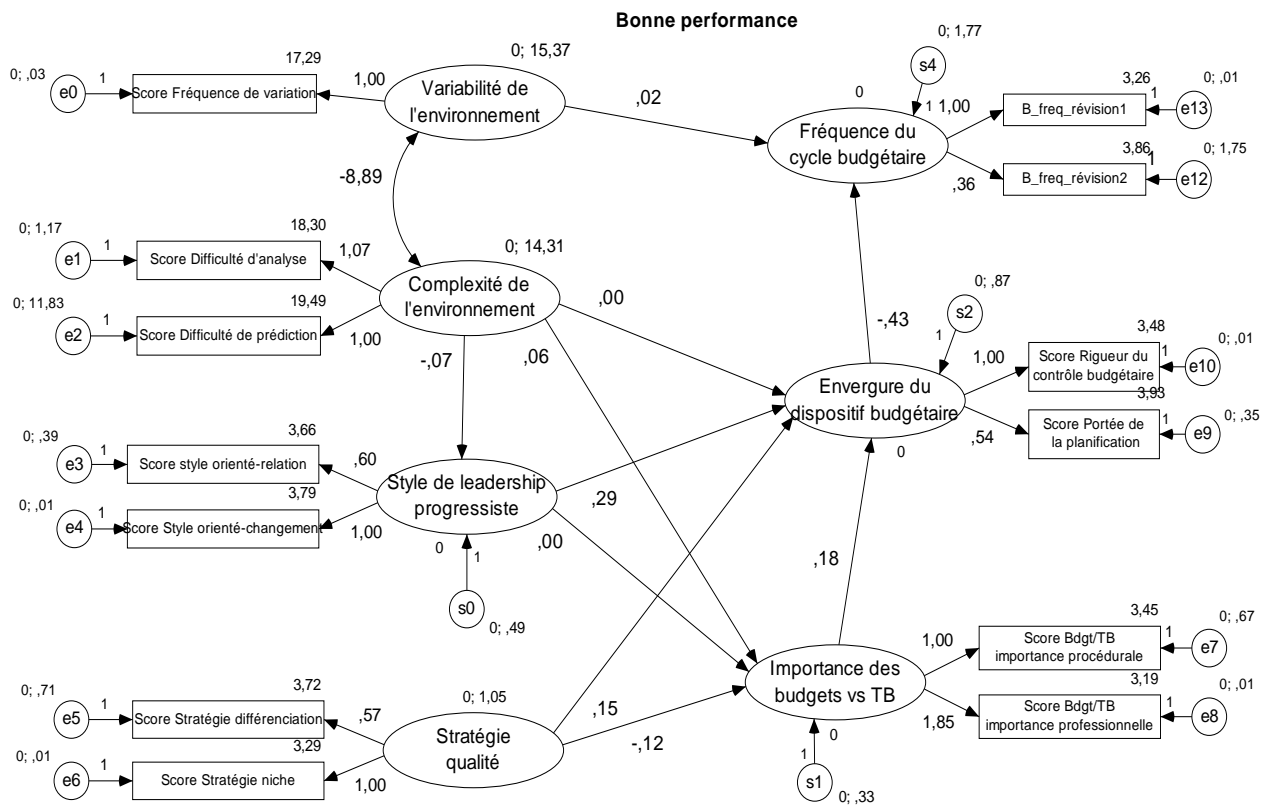 Bonne performance
0; ,03
e0
1
17,29
Score Fréquence de variation
1,00
0; 15,37
Variabilité de
l'environnement
,02
0; 1,77
s4
0
1
Fréquence du
cycle budgétaire
1,00
3,26
B_freq_révision1
1
0; ,01
e13
,36
3,86
B_freq_révision2
1
0; 1,75
e12
-8,89
0; 1,17
e1
1
18,30
Score Difficulté d'analyse
1,07
0; 14,31
Complexité de
l'environnement
0; 11,83
e2
1
19,49
Score Difficulté de prédiction
1,00
,00
,06
-,07
-,43
0; ,87
s2
1
Envergure du
dispositif budgétaire
0
1,00
3,48
Score Rigueur du
contrôle budgétaire
1
0; ,01
e10
,54
3,93
Score Portée de
la planification
1
0; ,35
e9
0; ,39
e3
1
3,66
Score style orienté-relation
,60
Style de leadership
progressiste
0; ,01
e4
1
3,79
Score Style orienté-changement
1,00
0
1
s0
0; ,49
,29
,00
,18
0; ,71
e5
1
3,72
Score Stratégie différenciation
,57
0; 1,05
Stratégie
qualité
0; ,01
e6
1
3,29
Score Stratégie niche
1,00
,15
-,12
Importance des
budgets vs TB
0
1
s1
0; ,33
1,00
3,45
Score Bdgt/TB
importance procédurale
1
0; ,67
e7
1,85
3,19
Score Bdgt/TB
importance professionnelle
1
0; ,01
e8